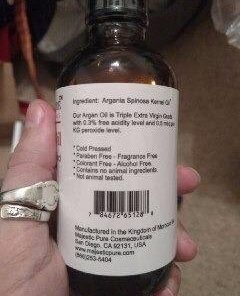 Ingredient: Argania Spinosa Kernel Oil
Our Argan Oil is Triple Extra Virgin Grade
with 0.3% free acidity level and 0.5 meq per
KG peroxide level.
* Cold Pressed
* Paraben Free - Fragrance Free
* Colorant Free - Alcohol Free
* Contains no animal ingredients.
* Not animal tested.
Manufactured in the Kingdom of Morocco
Majestic Pure Cosmeceuticals
San Diego, CA 92131, USA
www.majesticpure.com